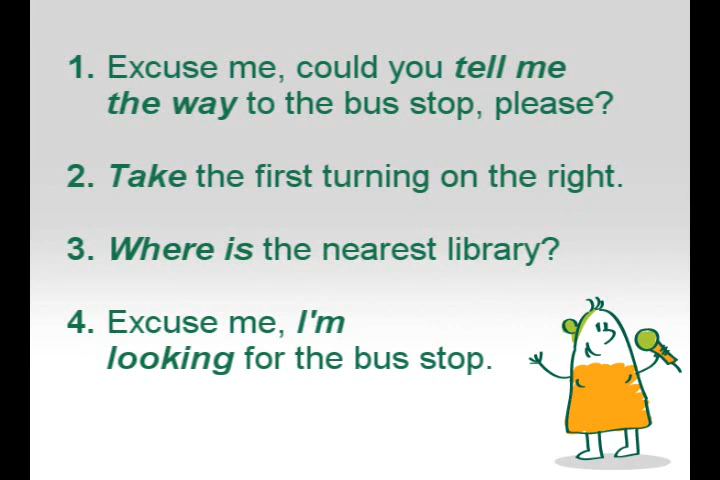 1. Excuse me, could you tell me
the way to the bus stop, please?
2. Take the first turning on the right.
3. Where is the nearest library?
4. Excuse me, I'm
looking for the bus stop.